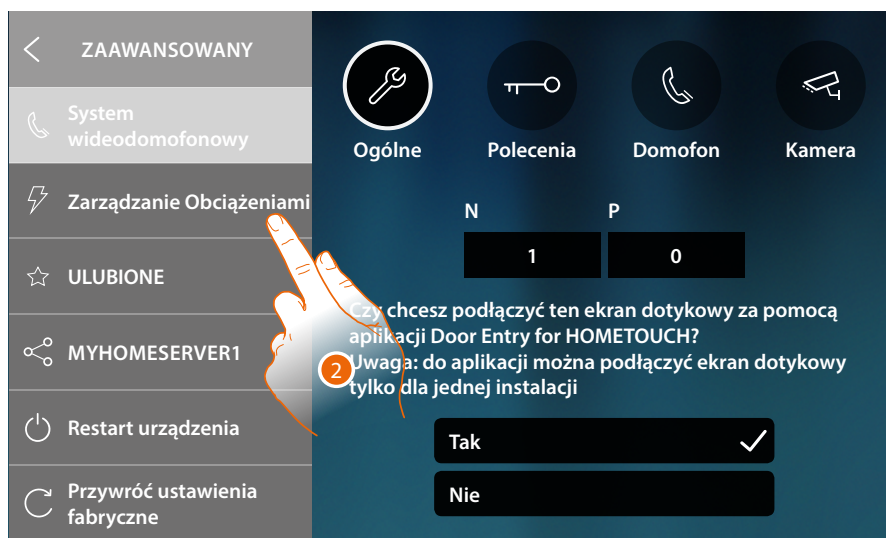 ZAAWANSOWANY
System
wideodomofonowy
Zarządzanie Obciążeniami
ULUBIONE
MYHOMESERVER1
Restart urządzenia
Przywróć ustawienia
fabryczne
Ogólne
Polecenia
Domofon
Kamera
N
P
1
0
Czy chcesz podłączyć ten ekran dotykowy za pomocą
aplikacji Door Entry for HOMETOUCH?
Uwaga: do aplikacji można podłączyć ekran dotykowy
tylko dla jednej instalacji
2
Tak
Nie